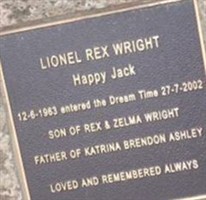 LIONEL REX WRIGHT
Happy Jack
12-6-1963 entered the Dream Time 27-7-2002
SON OF REX & ZELMA WRIGHT
FATHER OF KATRINA BRENDON ASHLEY
LOVED AND REMEMBERED ALWAYS